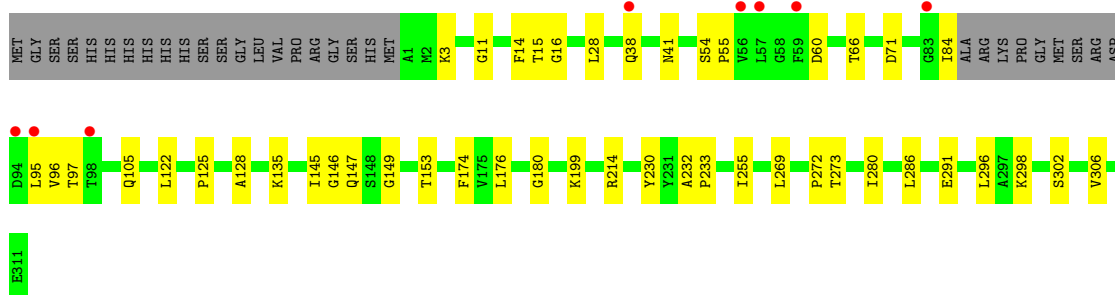 MET GLY SER SER HIS HIS HIS HIS HIS HIS SER SER GLY LEU VAL PRO ARG GLY SER HIS MET A1 M2 K3 G11 F14 T15 G16 L28 Q38 N41 S54 P55 V56 L57 G58 F59 D60 T66 D71 G83 I84 ALA ARG LYS PRO GLY MET SER ARG ASP
D94 L95 V96 T97 T98 Q105 L122 P125 A128 K135 I145 G146 Q147 S148 G149 T153 F174 V175 L176 G180 K199 R214 Y230 Y231 A232 P233 I255 L269 P272 T273 I280 L286 E291 L296 A297 K298 S302 V306
E311